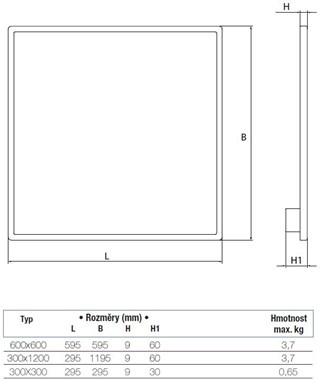 H
B
L
H1
Typ • Rozměry (mm) • Hmotnost
L B H H1 max. kg
600x600 595 595 9 60 3,7
300x1200 295 1195 9 60 3,7
300X300 295 295 9 30 0,65